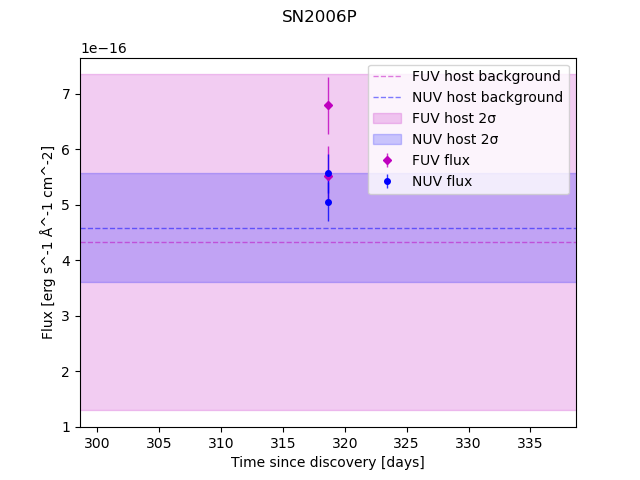 SN2006P
1e−16
FUV host background
NUV host background
FUV host 2σ
NUV host 2σ
FUV flux
NUV flux
7
6
5
4
3
2
1
Flux [erg s^-1 Å^-1 cm^-2]
300
305
310
315
320
325
330
335
Time since discovery [days]